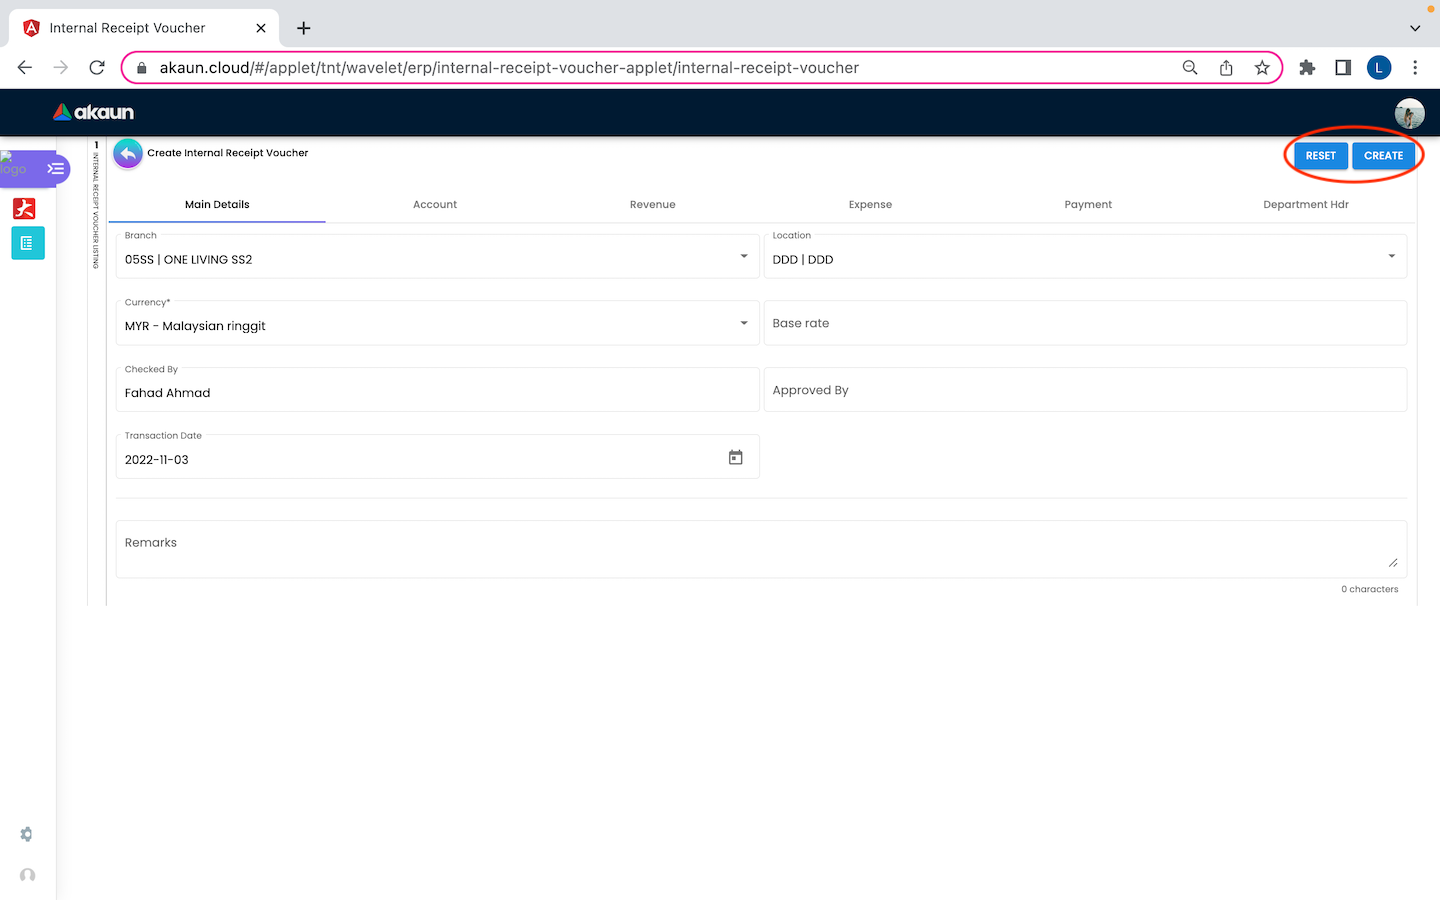 Internal Receipt Voucher
akaun.cloud/#/applet/tnt/wavelet/erp/internal-receipt-voucher-applet/internal-receipt-voucher
L
akaun
logo
1
INTERNAL RECEIPT VOUCHER LISTING
Create Internal Receipt Voucher
RESET CREATE
Main Details Account Revenue Expense Payment Department Hdr
Branch
05SS | ONE LIVING SS2
Location
DDD | DDD
Currency*
MYR - Malaysian ringgit
Base rate
Checked By
Fahad Ahmad
Approved By
Transaction Date
2022-11-03
Remarks
0 characters